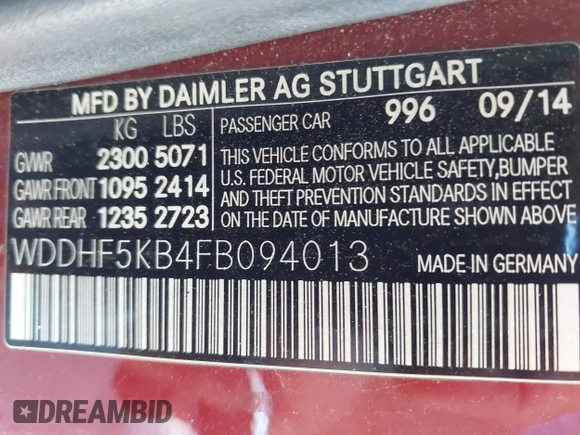 MFD BY DAIMLER AG STUTTGART
KG LBS PASSENGER CAR 996 09/14
GVWR 2300 5071
GAWR FRONT 1095 2414
GAWR REAR 1235 2723
THIS VEHICLE CONFORMS TO ALL APPLICABLE
U.S. FEDERAL MOTOR VEHICLE SAFETY, BUMPER
AND THEFT PREVENTION STANDARDS IN EFFECT
ON THE DATE OF MANUFACTURE SHOWN ABOVE.
WDDHF5KB4FB094013 MADE IN GERMANY
DREAMBID